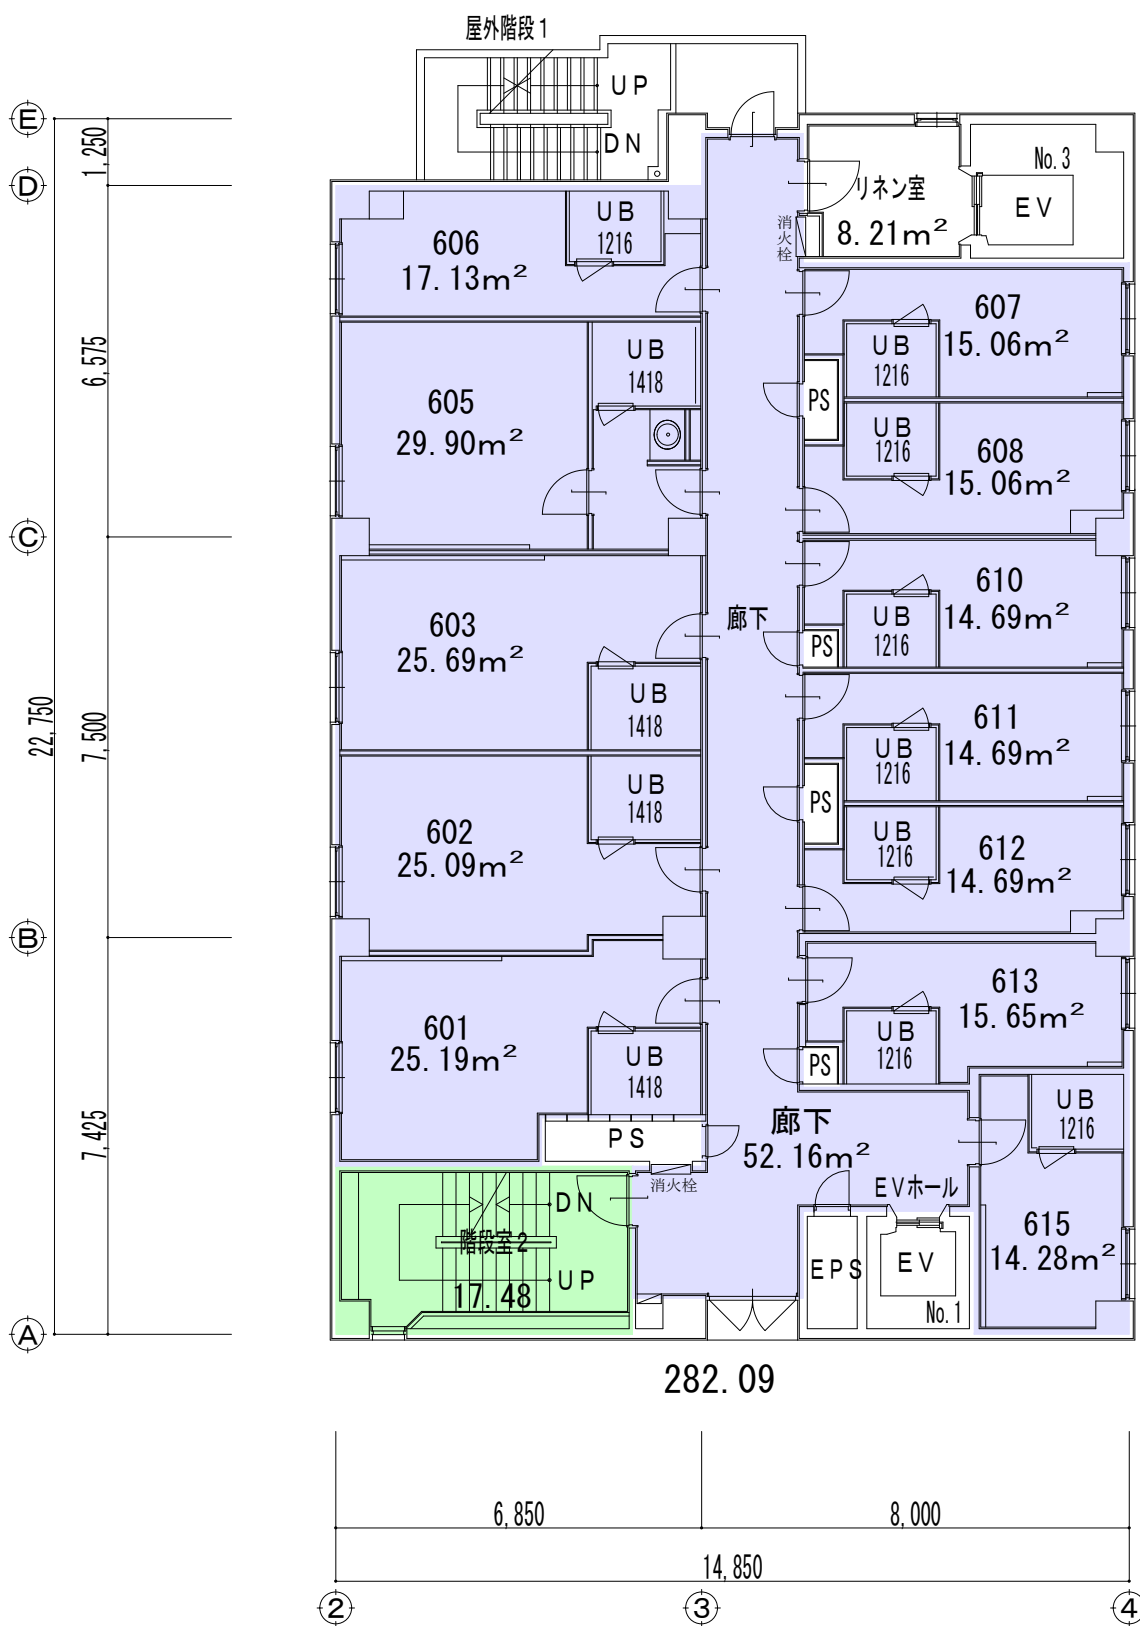 屋外階段1
UP
DN
E
D
C
B
A
1,250
6,575
7,500
7,425
22,750
リネン室
8.21m²
No.3
EV
消火栓
606
17.13m²
UB
1216
607
15.06m²
UB
1216
PS
605
29.90m²
UB
1418
608
15.06m²
UB
1216
廊下
603
25.69m²
UB
1418
610
14.69m²
UB
1216
PS
611
14.69m²
UB
1216
PS
602
25.09m²
UB
1418
612
14.69m²
UB
1216
601
25.19m²
UB
1418
613
15.65m²
UB
1216
PS
PS
廊下
52.16m²
UB
1216
消火栓
EVホール
615
14.28m²
DN
階段室2
UP
17.48
EPS
EV
No.1
282.09
6,850
8,000
14,850
2
3
4